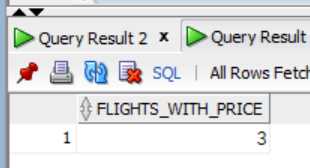 Query Result 2 x Query Result
SQL | All Rows Fetch
FLIGHTS_WITH_PRICE
1 3